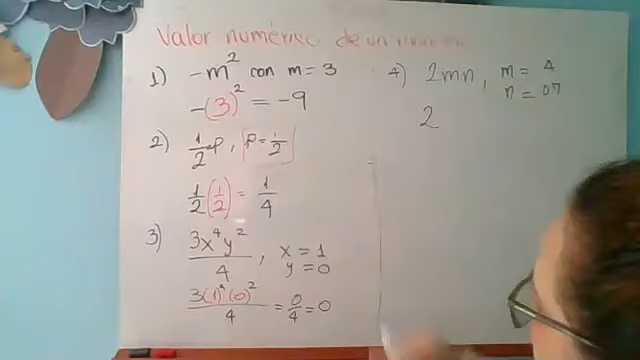 Valor numérico de un
1) -m² con m = 3
-(3)² = -9
2) 1/2 p, p = 1/2
1/2 (1/2) = 1/4
3) 3x⁴y²/4, x = 1
y = 0
3(1)⁴(0)²/4 = 0/4 = 0
4) 2mn, m = 4
n = 07
2